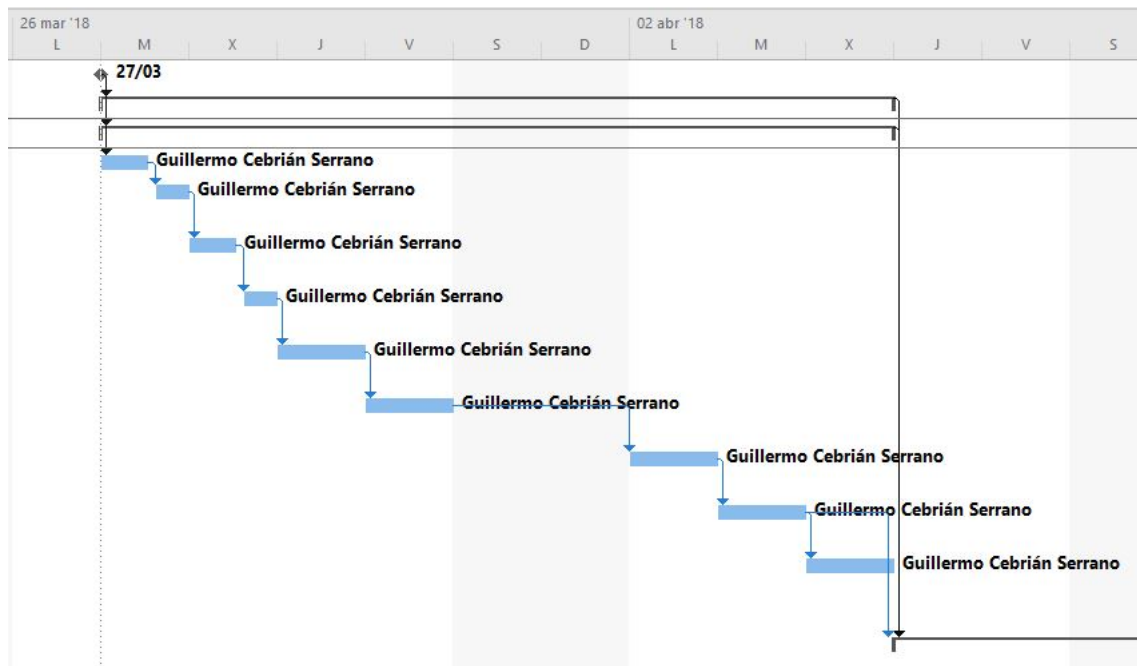 26 mar '18 02 abr '18
L M X J V S D L M X J V S
27/03
Guillermo Cebrián Serrano
Guillermo Cebrián Serrano
Guillermo Cebrián Serrano
Guillermo Cebrián Serrano
Guillermo Cebrián Serrano
Guillermo Cebrián Serrano
Guillermo Cebrián Serrano
Guillermo Cebrián Serrano
Guillermo Cebrián Serrano